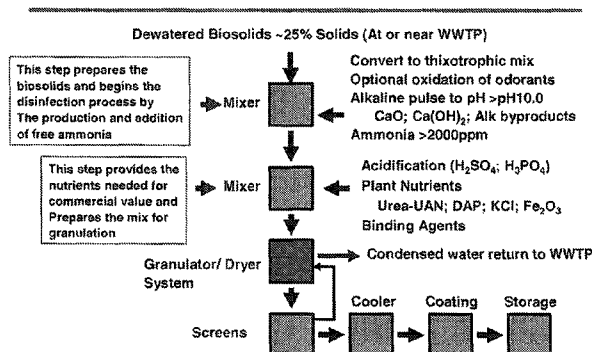 Dewatered Biosolids ~25% Solids (At or near WWTP)
This step prepares the
biosolids and begins the
disinfection process by
The production and addition
of free ammonia
Mixer
Convert to thixotrophic mix
Optional oxidation of odorants
Alkaline pulse to pH >pH10.0
CaO; Ca(OH)₂; Alk byproducts
Ammonia >2000ppm
This step provides the
nutrients needed for
commercial value and
Prepares the mix for
granulation
Mixer
Acidification (H₂SO₄; H₃PO₄)
Plant Nutrients
Urea-UAN; DAP; KCl; Fe₂O₃
Binding Agents
Granulator/ Dryer
System
Condensed water return to WWTP
Screens
Cooler
Coating
Storage